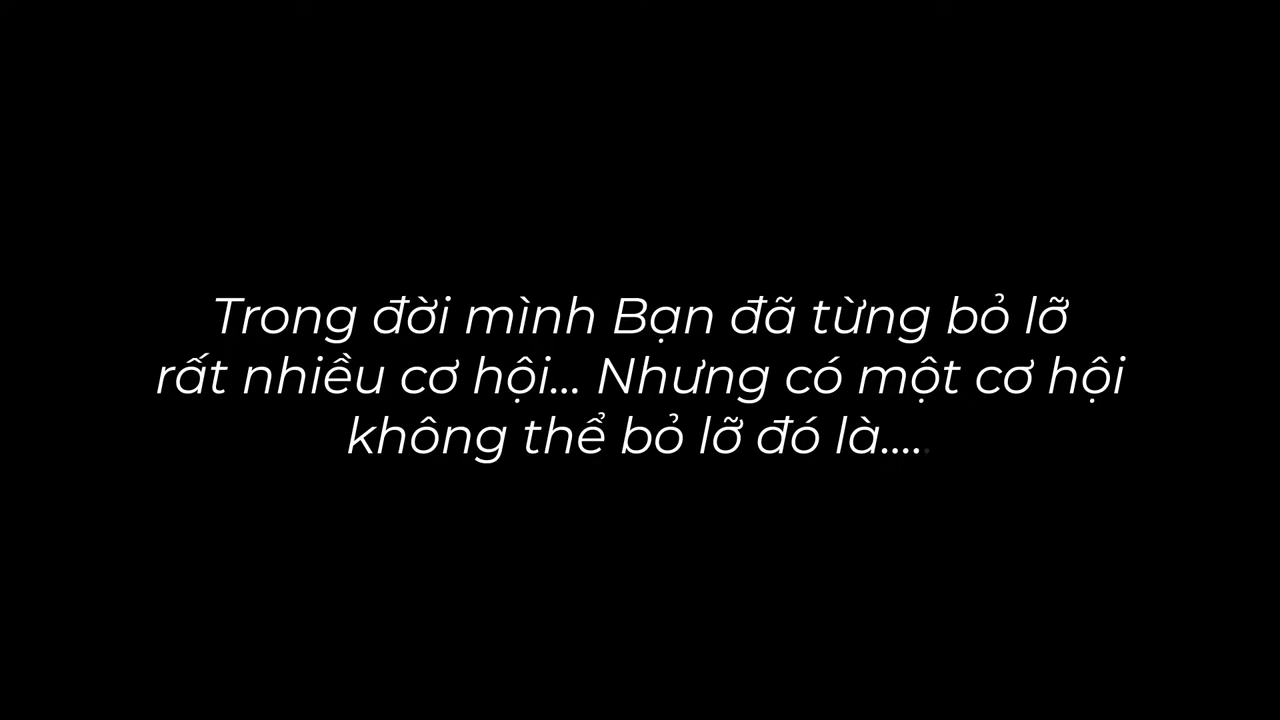 Trong đời mình Bạn đã từng bỏ lỡ
rất nhiều cơ hội... Nhưng có một cơ hội
không thể bỏ lỡ đó là.....